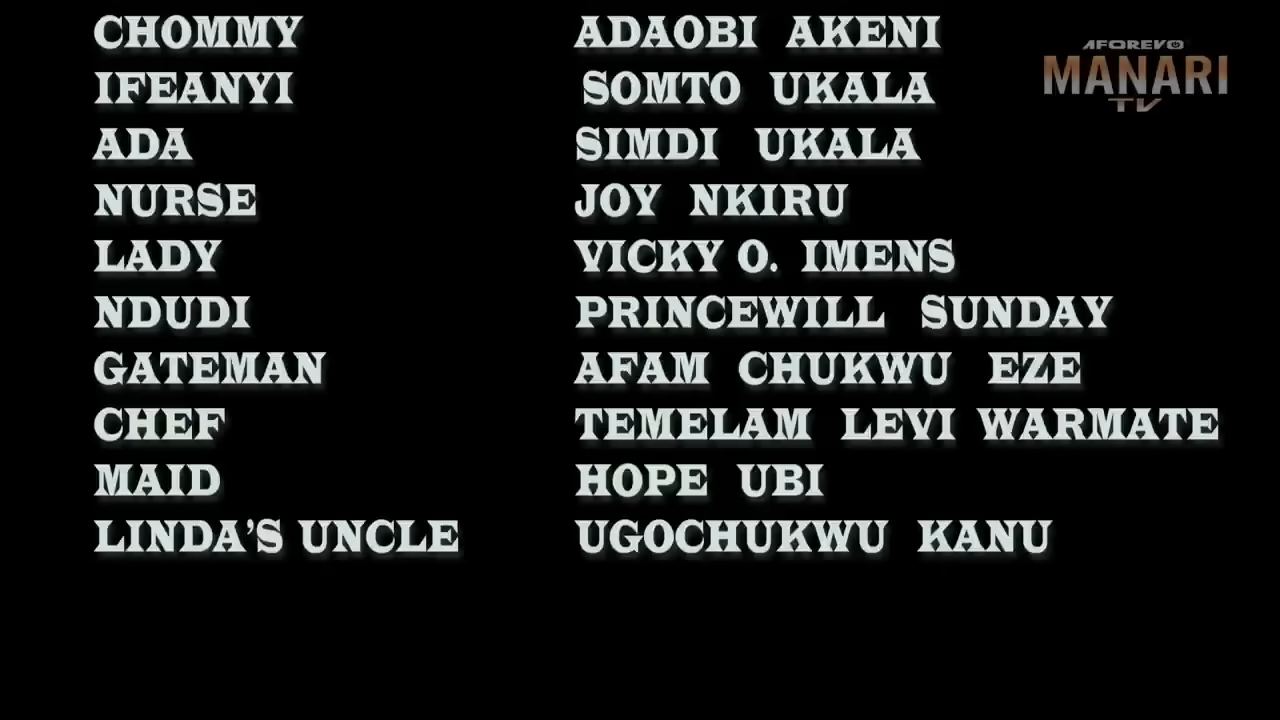 CHOMMY ADAOBI AKENI
AFOREVO
MANARI
TV
IFEANYI SOMTO UKALA
ADA SIMDI UKALA
NURSE JOY NKIRU
LADY VICKY O. IMENS
NDUDI PRINCEWILL SUNDAY
GATEMAN AFAM CHUKWU EZE
CHEF TEMELAM LEVI WARMATE
MAID HOPE UBI
LINDA'S UNCLE UGOCHUKWU KANU